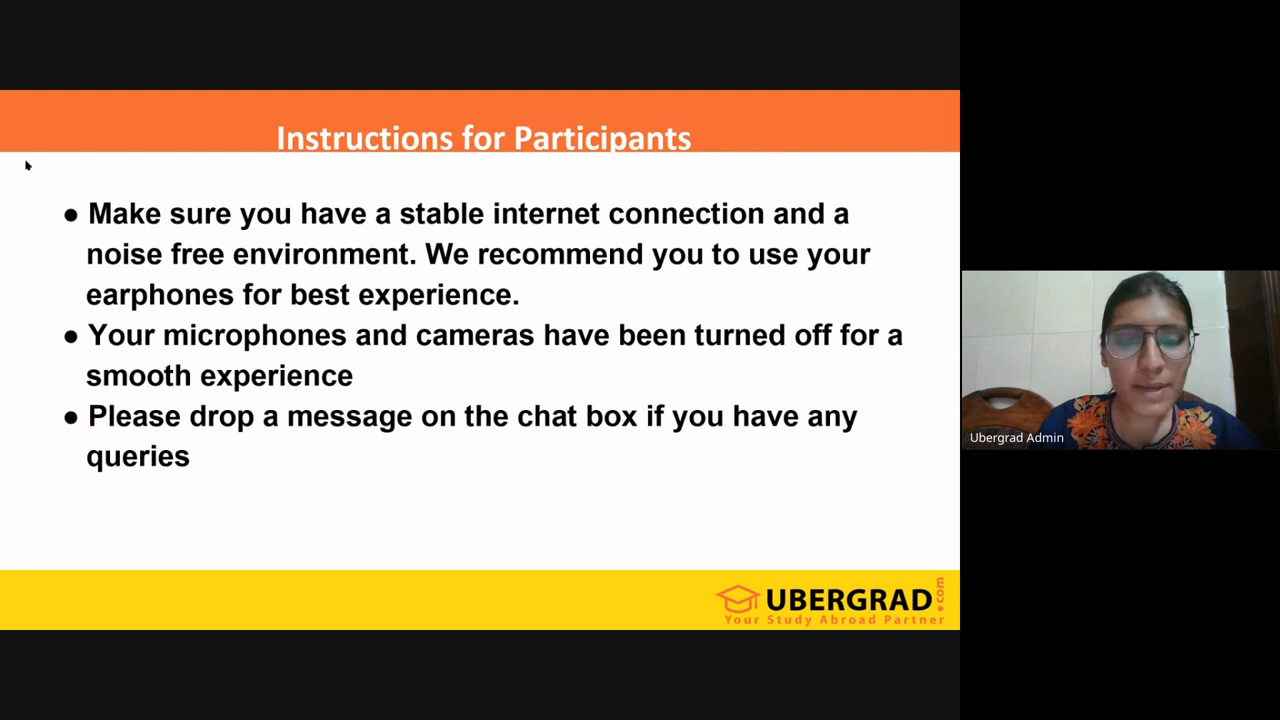 Instructions for Participants
● Make sure you have a stable internet connection and a
noise free environment. We recommend you to use your
earphones for best experience.
● Your microphones and cameras have been turned off for a
smooth experience
● Please drop a message on the chat box if you have any
queries
Ubergrad Admin
UBERGRAD.com
Your Study Abroad Partner